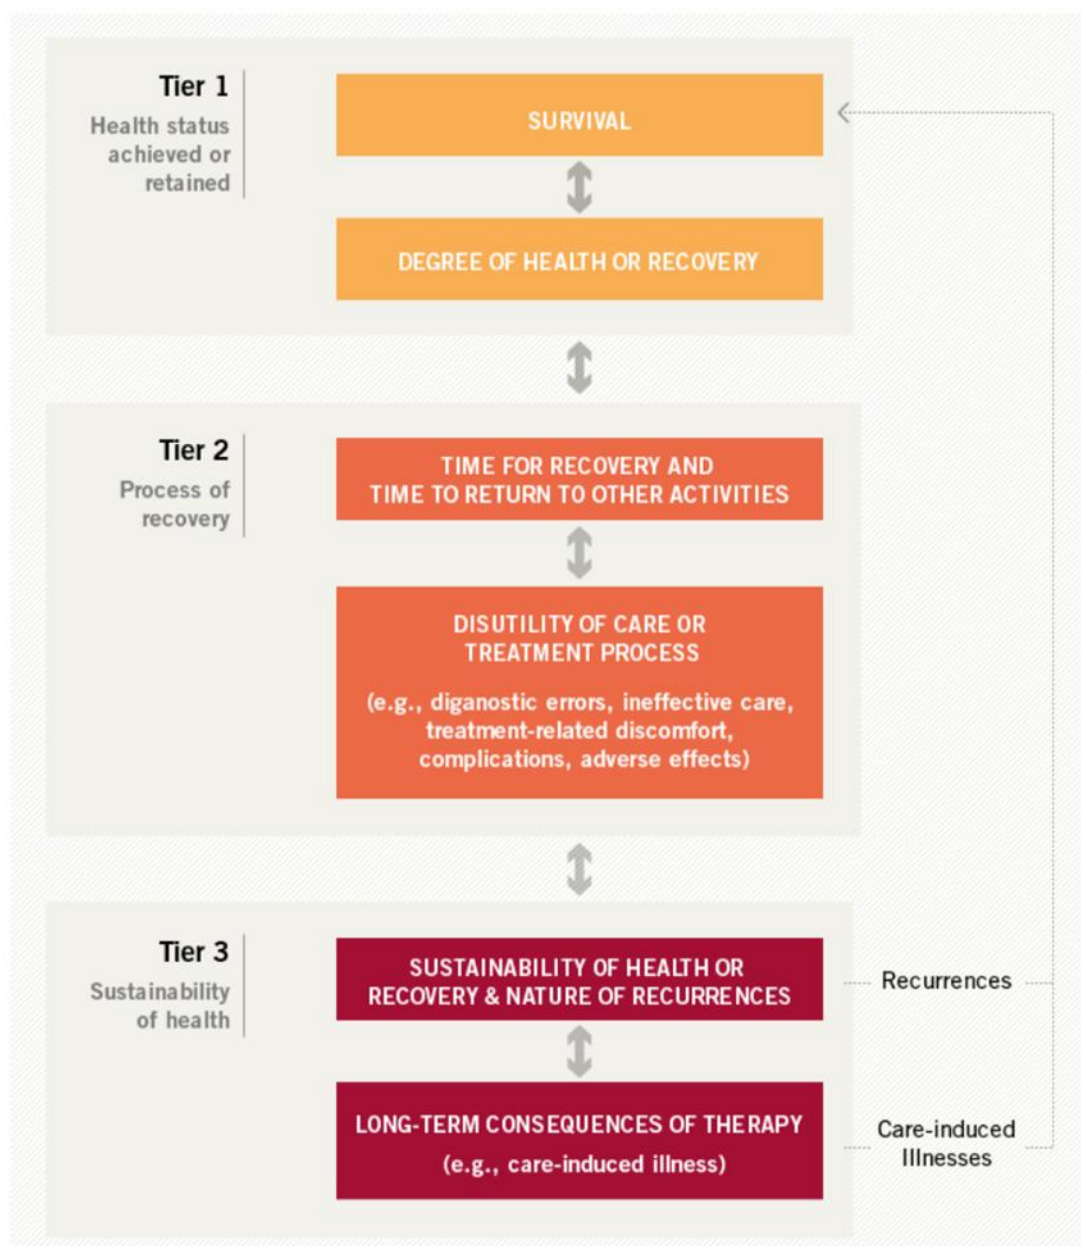 Tier 1
Health status
achieved or
retained
SURVIVAL
DEGREE OF HEALTH OR RECOVERY
Tier 2
Process of
recovery
TIME FOR RECOVERY AND
TIME TO RETURN TO OTHER ACTIVITIES
DISUTILITY OF CARE OR
TREATMENT PROCESS
(e.g., diganostic errors, ineffective care,
treatment-related discomfort,
complications, adverse effects)
Tier 3
Sustainability
of health
SUSTAINABILITY OF HEALTH OR
RECOVERY & NATURE OF RECURRENCES
Recurrences
LONG-TERM CONSEQUENCES OF THERAPY
(e.g., care-induced illness)
Care-induced
Illnesses